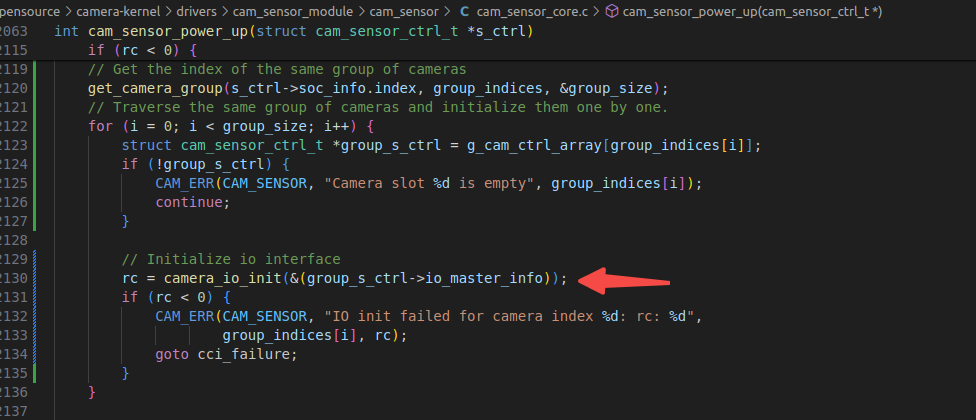 pensource > camera-kernel > drivers > cam_sensor_module > cam_sensor > C cam_sensor_core.c > cam_sensor_power_up(cam_sensor_ctrl_t *)
2063 int cam_sensor_power_up(struct cam_sensor_ctrl_t *s_ctrl)
2115 if (rc < 0) {
2119 // Get the index of the same group of cameras
2120 get_camera_group(s_ctrl->soc_info.index, group_indices, &group_size);
2121 // Traverse the same group of cameras and initialize them one by one.
2122 for (i = 0; i < group_size; i++) {
2123 struct cam_sensor_ctrl_t *group_s_ctrl = g_cam_ctrl_array[group_indices[i]];
2124 if (!group_s_ctrl) {
2125 CAM_ERR(CAM_SENSOR, "Camera slot %d is empty", group_indices[i]);
2126 continue;
2127 }
2128
2129 // Initialize io interface
2130 rc = camera_io_init(&(group_s_ctrl->io_master_info));
2131 if (rc < 0) {
2132 CAM_ERR(CAM_SENSOR, "IO init failed for camera index %d: rc: %d",
2133 group_indices[i], rc);
2134 goto cci_failure;
2135 }
2136 }
2137